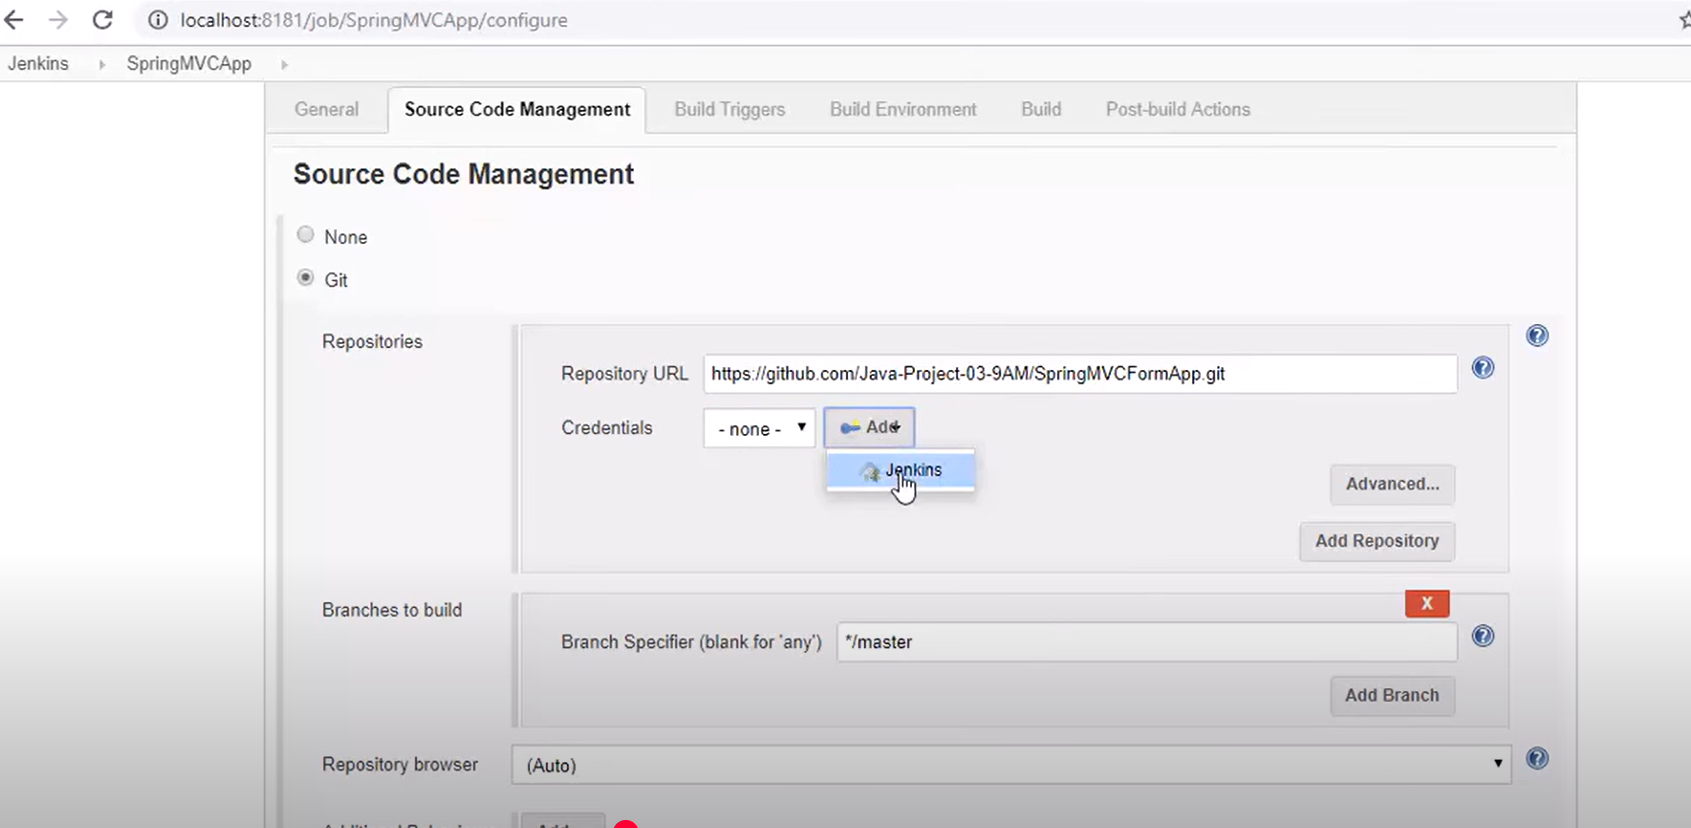 localhost:8181/job/SpringMVCApp/configure
Jenkins SpringMVCApp
General Source Code Management Build Triggers Build Environment Build Post-build Actions
Source Code Management
None
Git
Repositories
Repository URL https://github.com/Java-Project-03-9AM/SpringMVCFormApp.git
Credentials - none - Add
Jenkins
Advanced...
Add Repository
Branches to build
X
Branch Specifier (blank for 'any') */master
Add Branch
Repository browser (Auto)